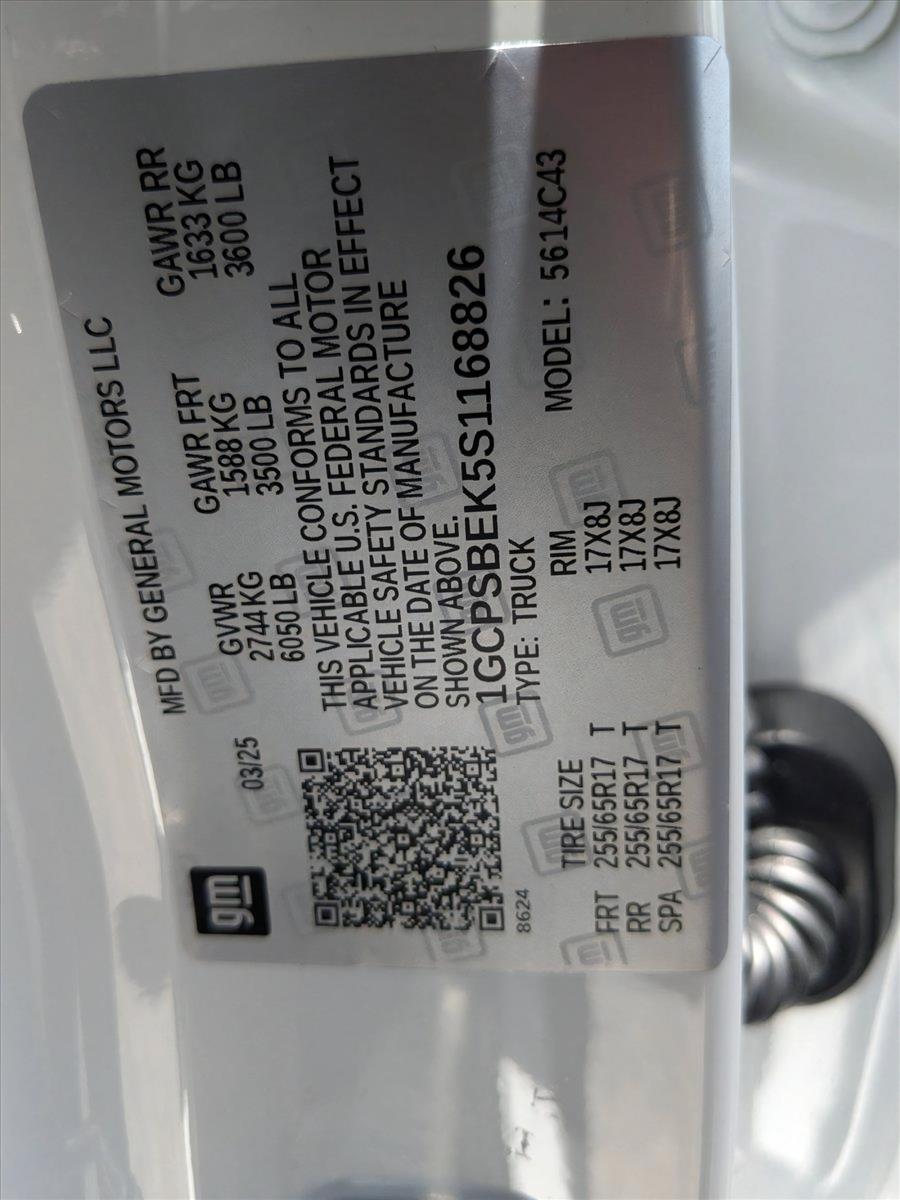 gm
03/25
MFD BY GENERAL MOTORS LLC
GVWR GAWR FRT GAWR RR
2744 KG 1588 KG 1633 KG
6050 LB 3500 LB 3600 LB
THIS VEHICLE CONFORMS TO ALL
APPLICABLE U.S. FEDERAL MOTOR
VEHICLE SAFETY STANDARDS IN EFFECT
ON THE DATE OF MANUFACTURE
SHOWN ABOVE.
1GCPSBEK5S1168826
TYPE: TRUCK MODEL: 5614C43
8624
TIRE SIZE RIM
FRT 255/65R17 T 17X8J
RR 255/65R17 T 17X8J
SPA 255/65R17 T 17X8J